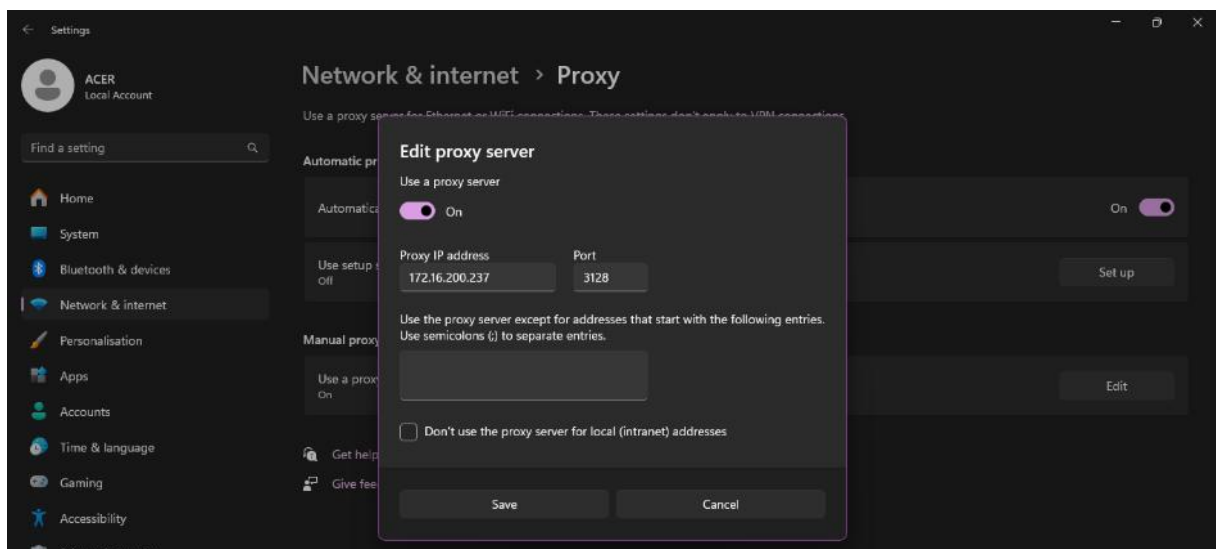 Settings
ACER
Local Account
Find a setting
Home
System
Bluetooth & devices
Network & internet
Personalisation
Apps
Accounts
Time & language
Gaming
Accessibility
Network & internet > Proxy
Use a proxy server for Ethernet or WiFi connections. These settings don't apply to VPN connections.
Automatic pr
Automatica
On
Use setup s
Off
Set up
Manual proxy
Use a proxy
On
Edit
Get help
Give fee
Edit proxy server
Use a proxy server
On
Proxy IP address Port
172.16.200.237 3128
Use the proxy server except for addresses that start with the following entries.
Use semicolons (;) to separate entries.
Don't use the proxy server for local (intranet) addresses
Save Cancel